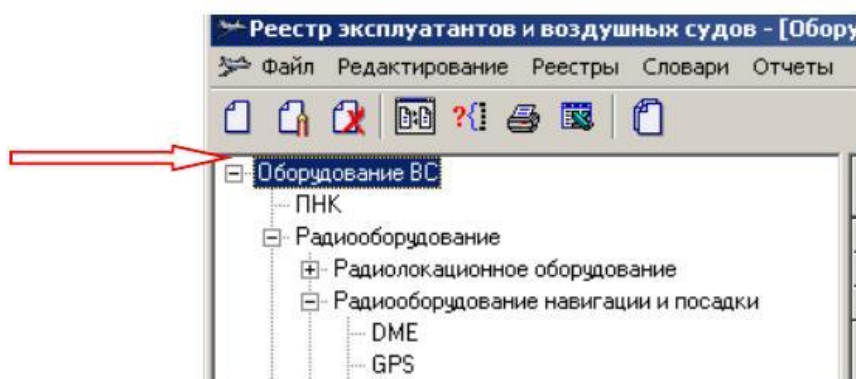 Реестр эксплуатантов и воздушных судов - [Обору
Файл Редактирование Реестры Словари Отчеты
Оборудование ВС
ПНК
Радиооборудование
Радиолокационное оборудование
Радиооборудование навигации и посадки
DME
GPS